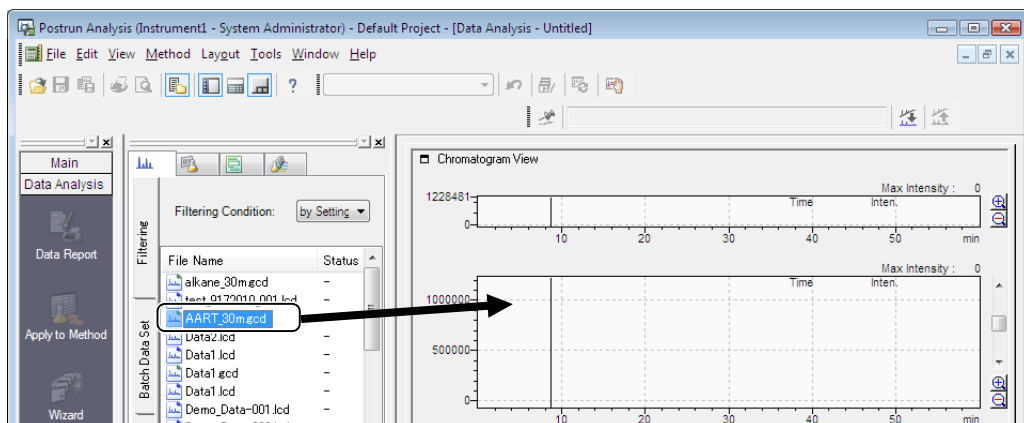 Postrun Analysis (Instrument1 - System Administrator) - Default Project - [Data Analysis - Untitled]
File Edit View Method Layout Tools Window Help
?
Main
Data Analysis
Data Report
Apply to Method
Wizard
Filtering
Batch Data Set
Filtering Condition: by Setting
File Name Status
alkane_30m.gcd -
test_9172010_001.lcd -
AART_30m.gcd
Data2.lcd -
Data1.lcd -
Data1.gcd -
Data1.lcd -
Demo_Data-001.lcd -
Chromatogram View
Max Intensity : 0
1228481 Time Inten.
0
10 20 30 40 50 min
Max Intensity : 0
Time Inten.
1000000
500000
0
10 20 30 40 50 min